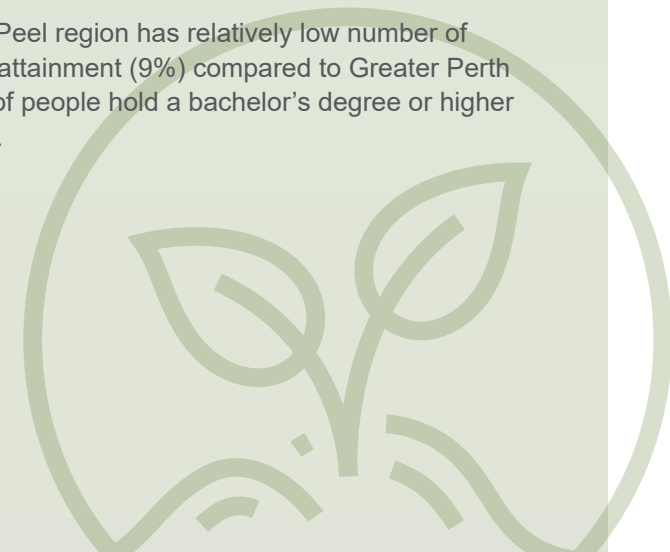 Peel region has relatively low number of
attainment (9%) compared to Greater Perth
of people hold a bachelor’s degree or higher
.